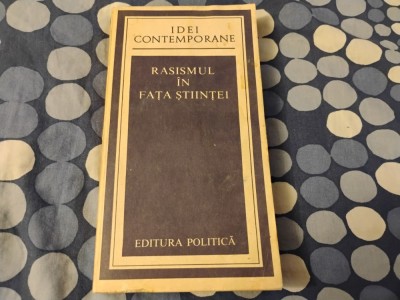 IDEI
CONTEMPORANE
RASISMUL
ÎN
FAȚA ȘTIINȚEI
EDITURA POLITICĂ